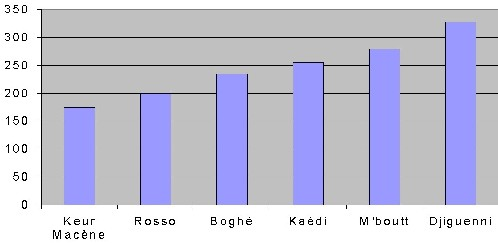 350
300
250
200
150
100
50
0
Keur Macène
Rosso
Boghé
Kaédi
M'boutt
Djiguenni